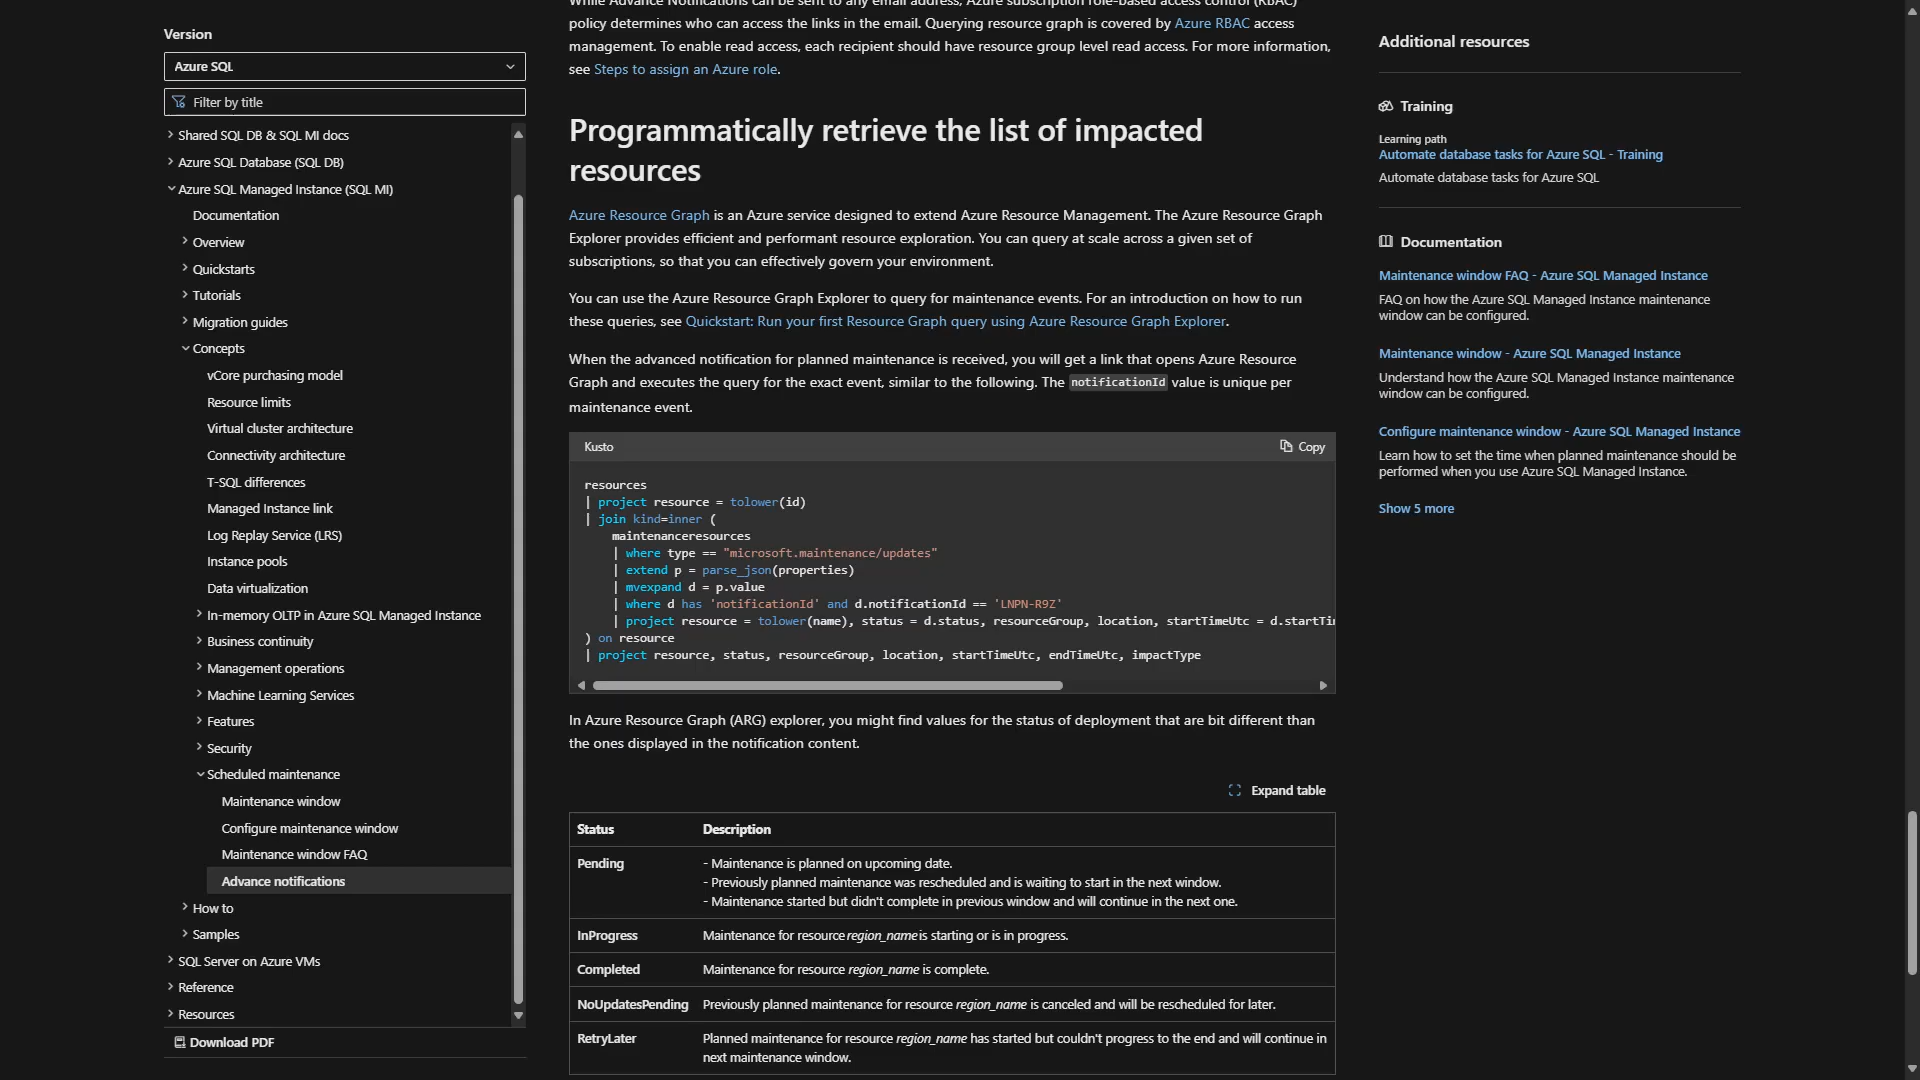 Version
Azure SQL
Filter by title
Shared SQL DB & SQL MI docs
Azure SQL Database (SQL DB)
Azure SQL Managed Instance (SQL MI)
Documentation
Overview
Quickstarts
Tutorials
Migration guides
Concepts
vCore purchasing model
Resource limits
Virtual cluster architecture
Connectivity architecture
T-SQL differences
Managed Instance link
Log Replay Service (LRS)
Instance pools
Data virtualization
In-memory OLTP in Azure SQL Managed Instance
Business continuity
Management operations
Machine Learning Services
Features
Security
Scheduled maintenance
Maintenance window
Configure maintenance window
Maintenance window FAQ
Advance notifications
How to
Samples
SQL Server on Azure VMs
Reference
Resources
Download PDF
While Advance Notifications can be sent to any email address, Azure subscription role-based access control (RBAC)
policy determines who can access the links in the email. Querying resource graph is covered by Azure RBAC access
management. To enable read access, each recipient should have resource group level read access. For more information,
see Steps to assign an Azure role.
Programmatically retrieve the list of impacted
resources
Azure Resource Graph is an Azure service designed to extend Azure Resource Management. The Azure Resource Graph
Explorer provides efficient and performant resource exploration. You can query at scale across a given set of
subscriptions, so that you can effectively govern your environment.
You can use the Azure Resource Graph Explorer to query for maintenance events. For an introduction on how to run
these queries, see Quickstart: Run your first Resource Graph query using Azure Resource Graph Explorer.
When the advanced notification for planned maintenance is received, you will get a link that opens Azure Resource
Graph and executes the query for the exact event, similar to the following. The notificationId value is unique per
maintenance event.
Kusto
Copy
resources
| project resource = tolower(id)
| join kind=inner (
maintenanceresources
| where type == "microsoft.maintenance/updates"
| extend p = parse_json(properties)
| mvexpand d = p.value
| where d has 'notificationId' and d.notificationId == 'LNPN-R9Z'
| project resource = tolower(name), status = d.status, resourceGroup, location, startTimeUtc = d.startTi
) on resource
| project resource, status, resourceGroup, location, startTimeUtc, endTimeUtc, impactType
In Azure Resource Graph (ARG) explorer, you might find values for the status of deployment that are bit different than
the ones displayed in the notification content.
Expand table
Status Description
Pending - Maintenance is planned on upcoming date.
- Previously planned maintenance was rescheduled and is waiting to start in the next window.
- Maintenance started but didn't complete in previous window and will continue in the next one.
InProgress Maintenance for resource region_name is starting or is in progress.
Completed Maintenance for resource region_name is complete.
NoUpdatesPending Previously planned maintenance for resource region_name is canceled and will be rescheduled for later.
RetryLater Planned maintenance for resource region_name has started but couldn't progress to the end and will continue in
next maintenance window.
Additional resources
Training
Learning path
Automate database tasks for Azure SQL - Training
Automate database tasks for Azure SQL
Documentation
Maintenance window FAQ - Azure SQL Managed Instance
FAQ on how the Azure SQL Managed Instance maintenance
window can be configured.
Maintenance window - Azure SQL Managed Instance
Understand how the Azure SQL Managed Instance maintenance
window can be configured.
Configure maintenance window - Azure SQL Managed Instance
Learn how to set the time when planned maintenance should be
performed when you use Azure SQL Managed Instance.
Show 5 more